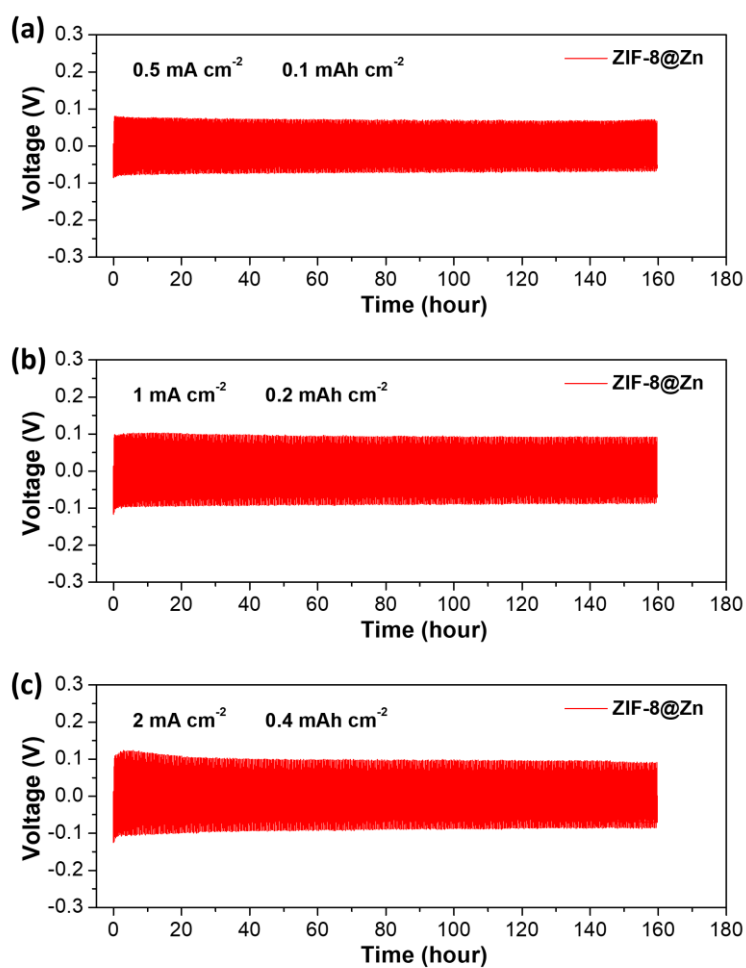 (a)
0.3
0.5 mA cm⁻² 0.1 mAh cm⁻² ZIF-8@Zn
0.2
0.1
0.0
-0.1
-0.2
-0.3
Voltage (V)
0 20 40 60 80 100 120 140 160 180
Time (hour)
(b)
0.3
1 mA cm⁻² 0.2 mAh cm⁻² ZIF-8@Zn
0.2
0.1
0.0
-0.1
-0.2
-0.3
Voltage (V)
0 20 40 60 80 100 120 140 160 180
Time (hour)
(c)
0.3
2 mA cm⁻² 0.4 mAh cm⁻² ZIF-8@Zn
0.2
0.1
0.0
-0.1
-0.2
-0.3
Voltage (V)
0 20 40 60 80 100 120 140 160 180
Time (hour)